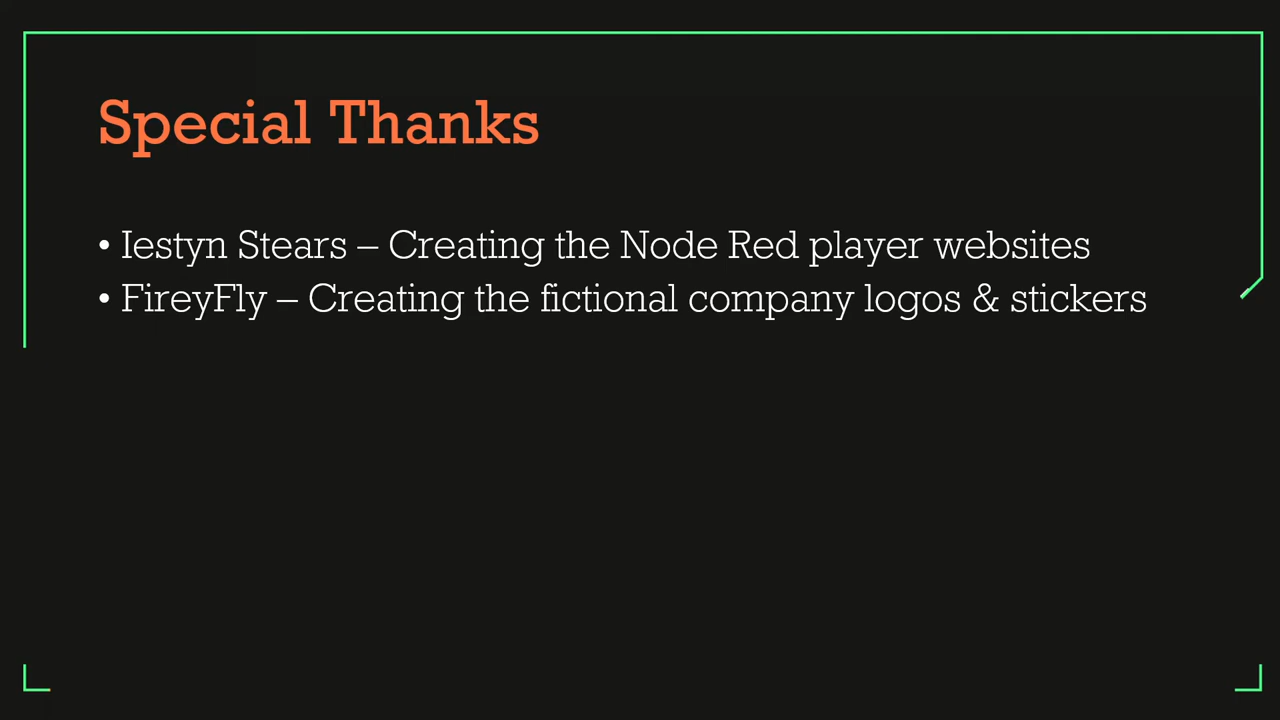 Special Thanks
• Iestyn Stears – Creating the Node Red player websites
• FireyFly – Creating the fictional company logos & stickers